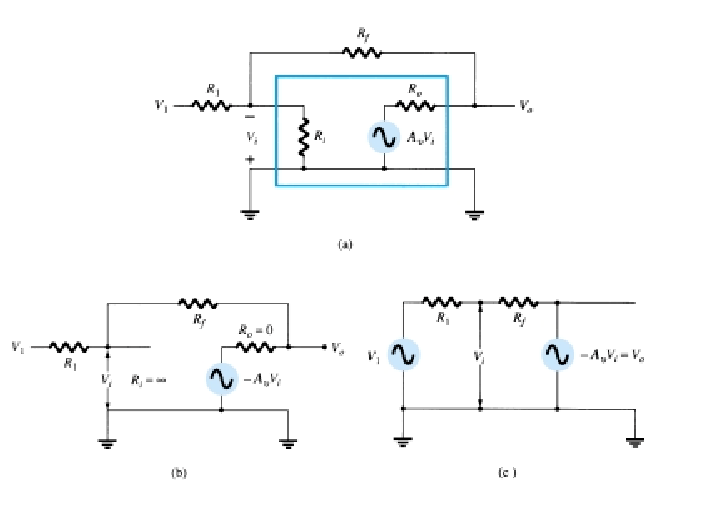 R_f
R_1
R_o
V_1
V_o
−
V_i
R_i
A_vV_i
+
(a)
R_f
R_o = 0
V_1
V_o
R_1
V_i
R_i = ∞
−A_vV_i
(b)
R_1
R_f
V_1
V_i
−A_vV_i = V_o
(c)